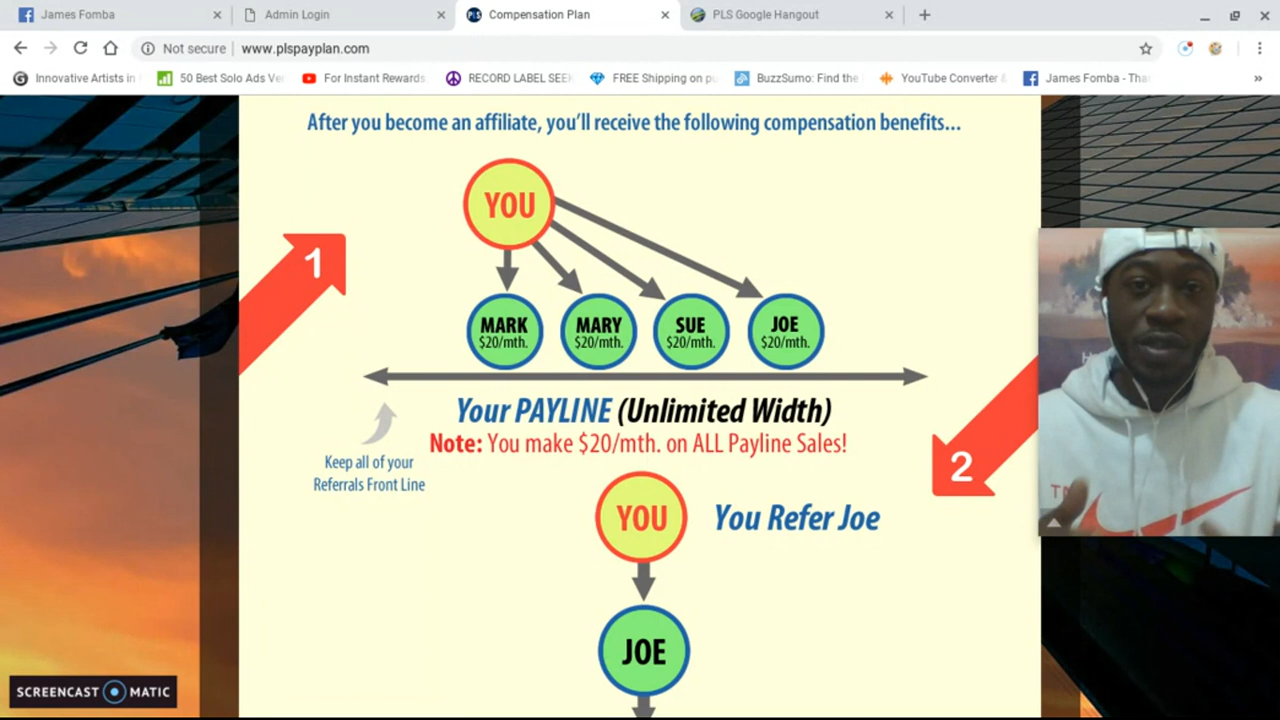 James Fomba
Admin Login
PLS
Compensation Plan
PLS Google Hangout
Not secure
www.plspayplan.com
Innovative Artists in
50 Best Solo Ads Ve
For Instant Rewards
RECORD LABEL SEEK
FREE Shipping on
BuzzSumo: Find the
YouTube Converter &
James Fomba - Tha
»
After you become an affiliate, you'll receive the following compensation benefits...
YOU
1
MARK
$20/mth.
MARY
$20/mth.
SUE
$20/mth.
JOE
$20/mth.
Your PAYLINE (Unlimited Width)
Note: You make $20/mth. on ALL Payline Sales!
Keep all of your
Referrals Front Line
2
YOU
You Refer Joe
JOE
SCREENCAST MATIC